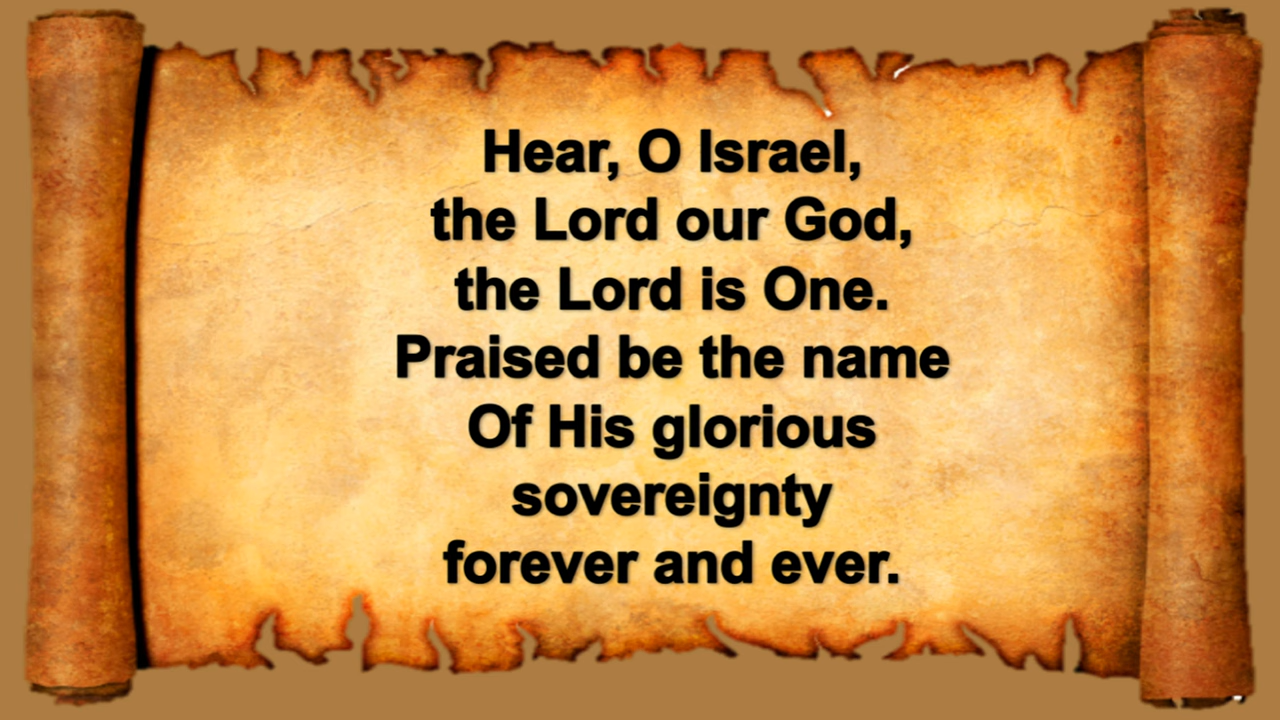 Hear, O Israel,
the Lord our God,
the Lord is One.
Praised be the name
Of His glorious
sovereignty
forever and ever.